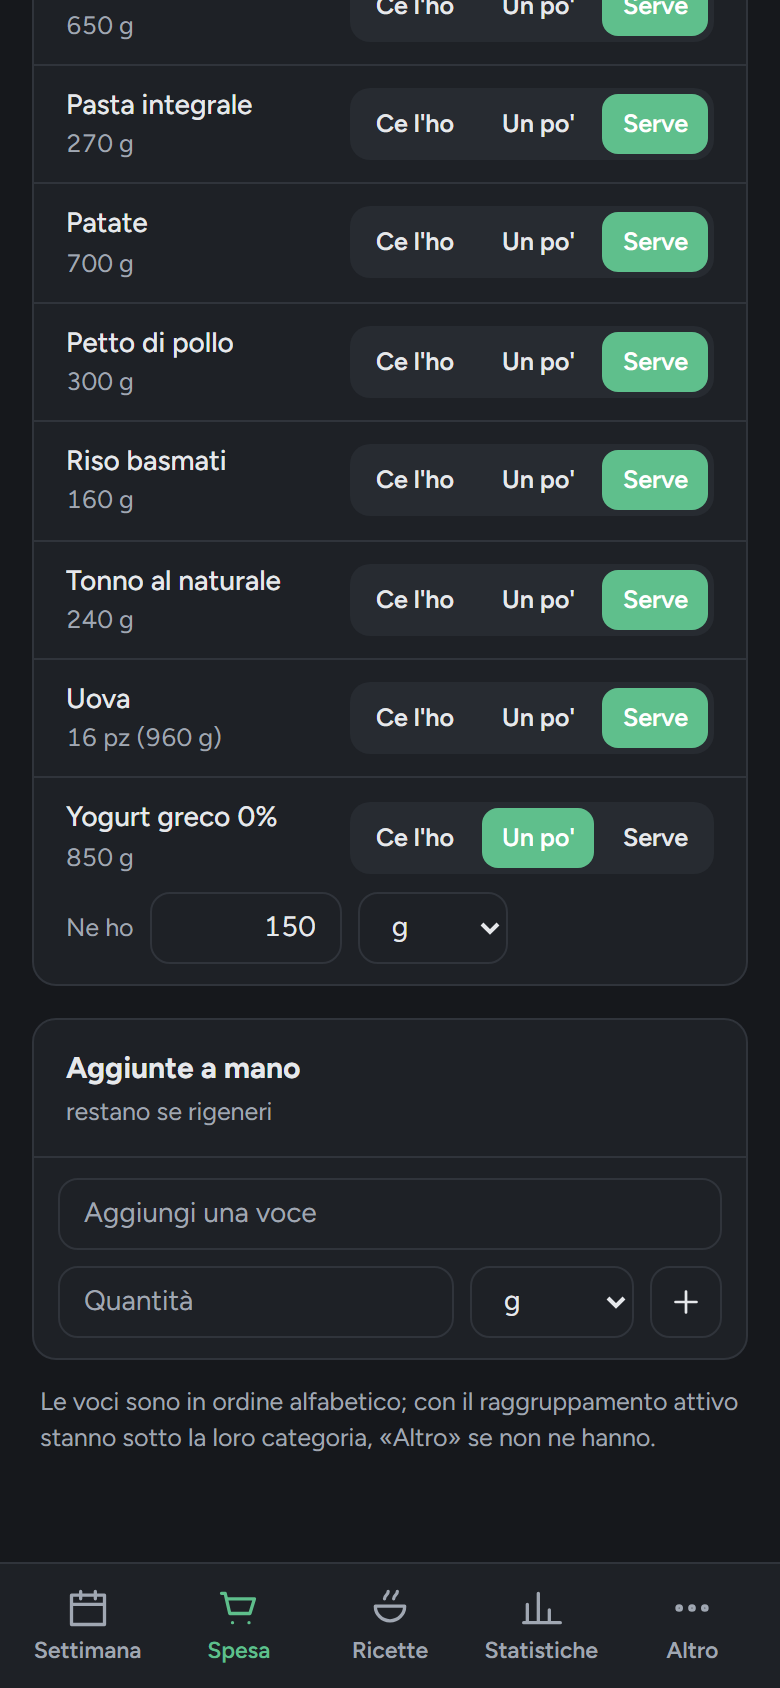 650 g
Ce l'ho Un po' Serve
Pasta integrale
270 g
Ce l'ho Un po' Serve
Patate
700 g
Ce l'ho Un po' Serve
Petto di pollo
300 g
Ce l'ho Un po' Serve
Riso basmati
160 g
Ce l'ho Un po' Serve
Tonno al naturale
240 g
Ce l'ho Un po' Serve
Uova
16 pz (960 g)
Ce l'ho Un po' Serve
Yogurt greco 0%
850 g
Ce l'ho Un po' Serve
Ne ho 150 g
Aggiunte a mano
restano se rigeneri
Aggiungi una voce
Quantità g +
Le voci sono in ordine alfabetico; con il raggruppamento attivo
stanno sotto la loro categoria, «Altro» se non ne hanno.
Settimana Spesa Ricette Statistiche Altro